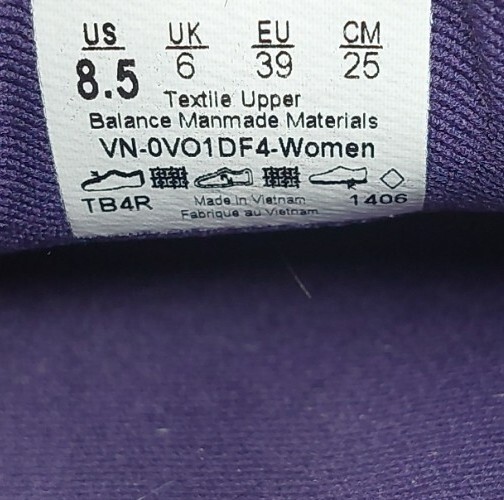 US UK EU CM
8.5 6 39 25
Textile Upper
Balance Manmade Materials
VN-0VO1DF4-Women
TB4R Made in Vietnam 1406
Fabrique au Vietnam